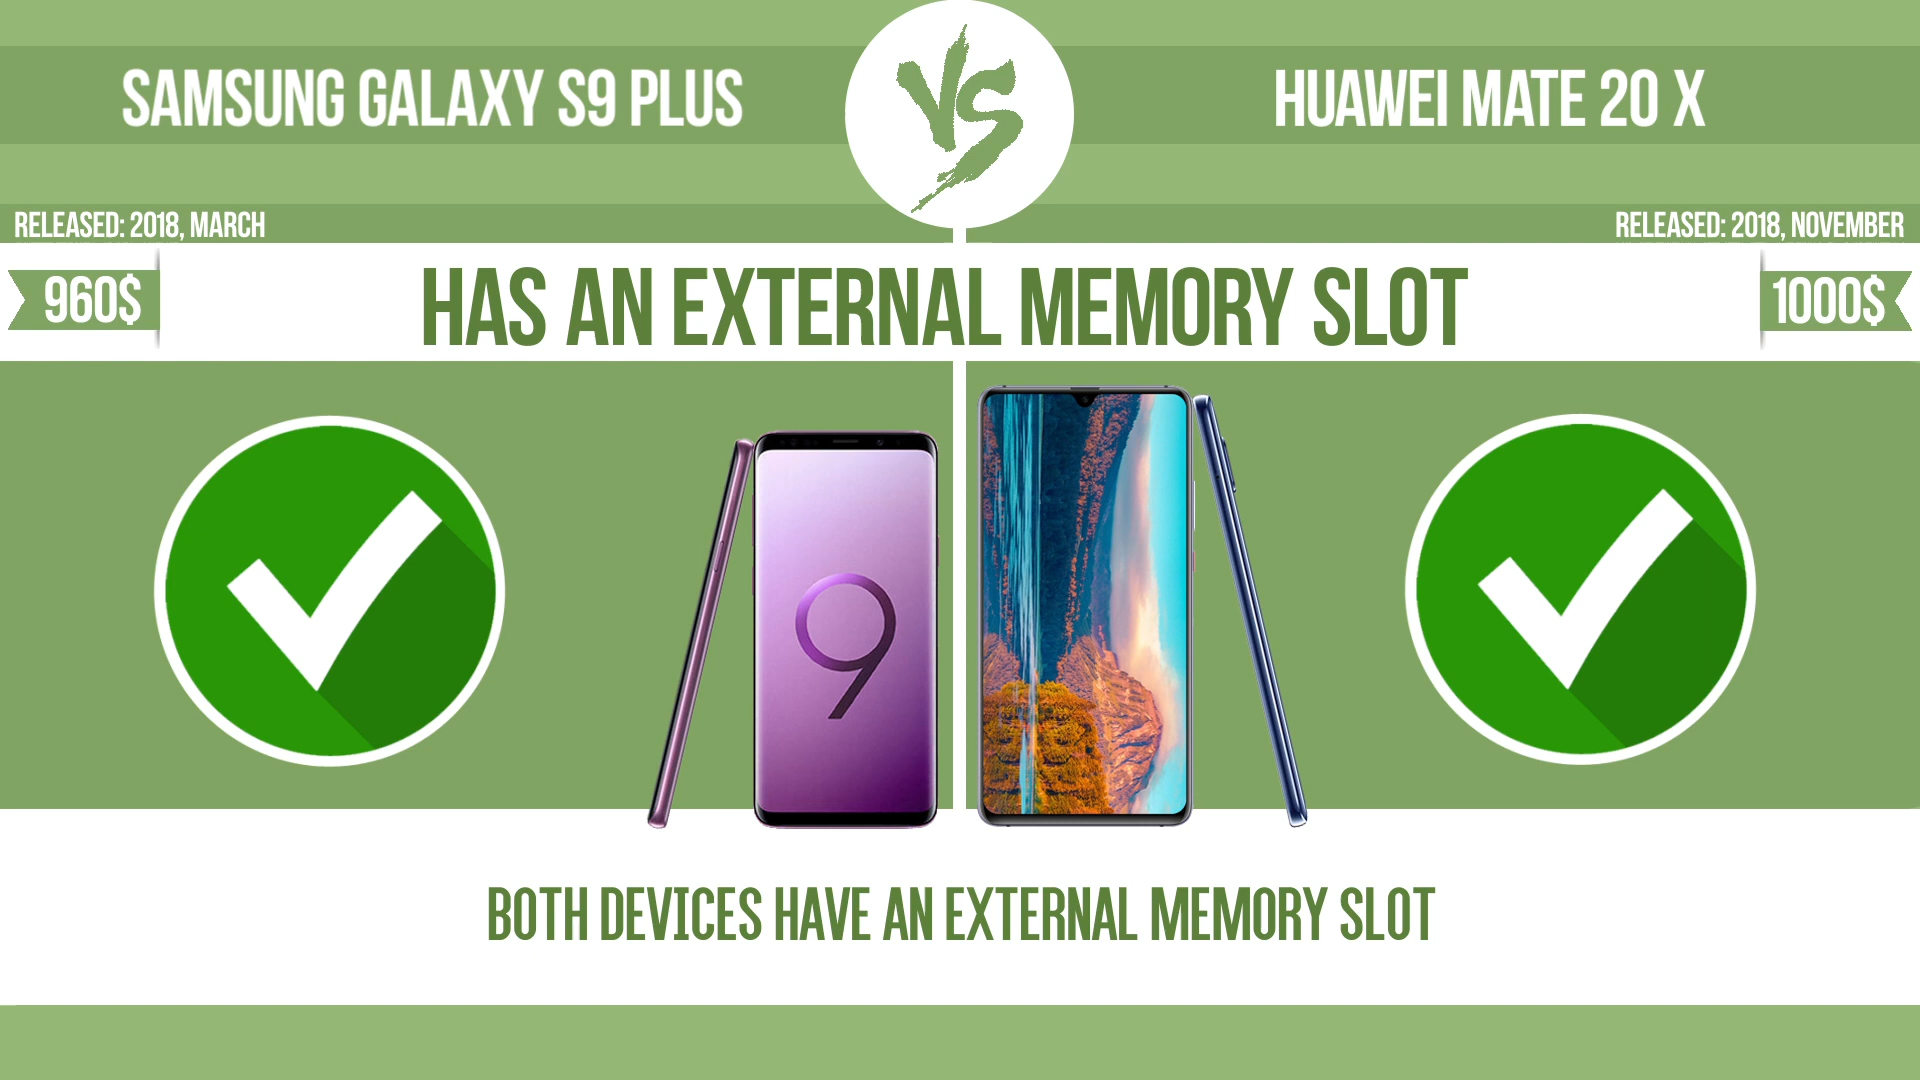 SAMSUNG GALAXY S9 PLUS
VS
HUAWEI MATE 20 X
RELEASED: 2018, MARCH
RELEASED: 2018, NOVEMBER
960$
HAS AN EXTERNAL MEMORY SLOT
1000$
9
BOTH DEVICES HAVE AN EXTERNAL MEMORY SLOT